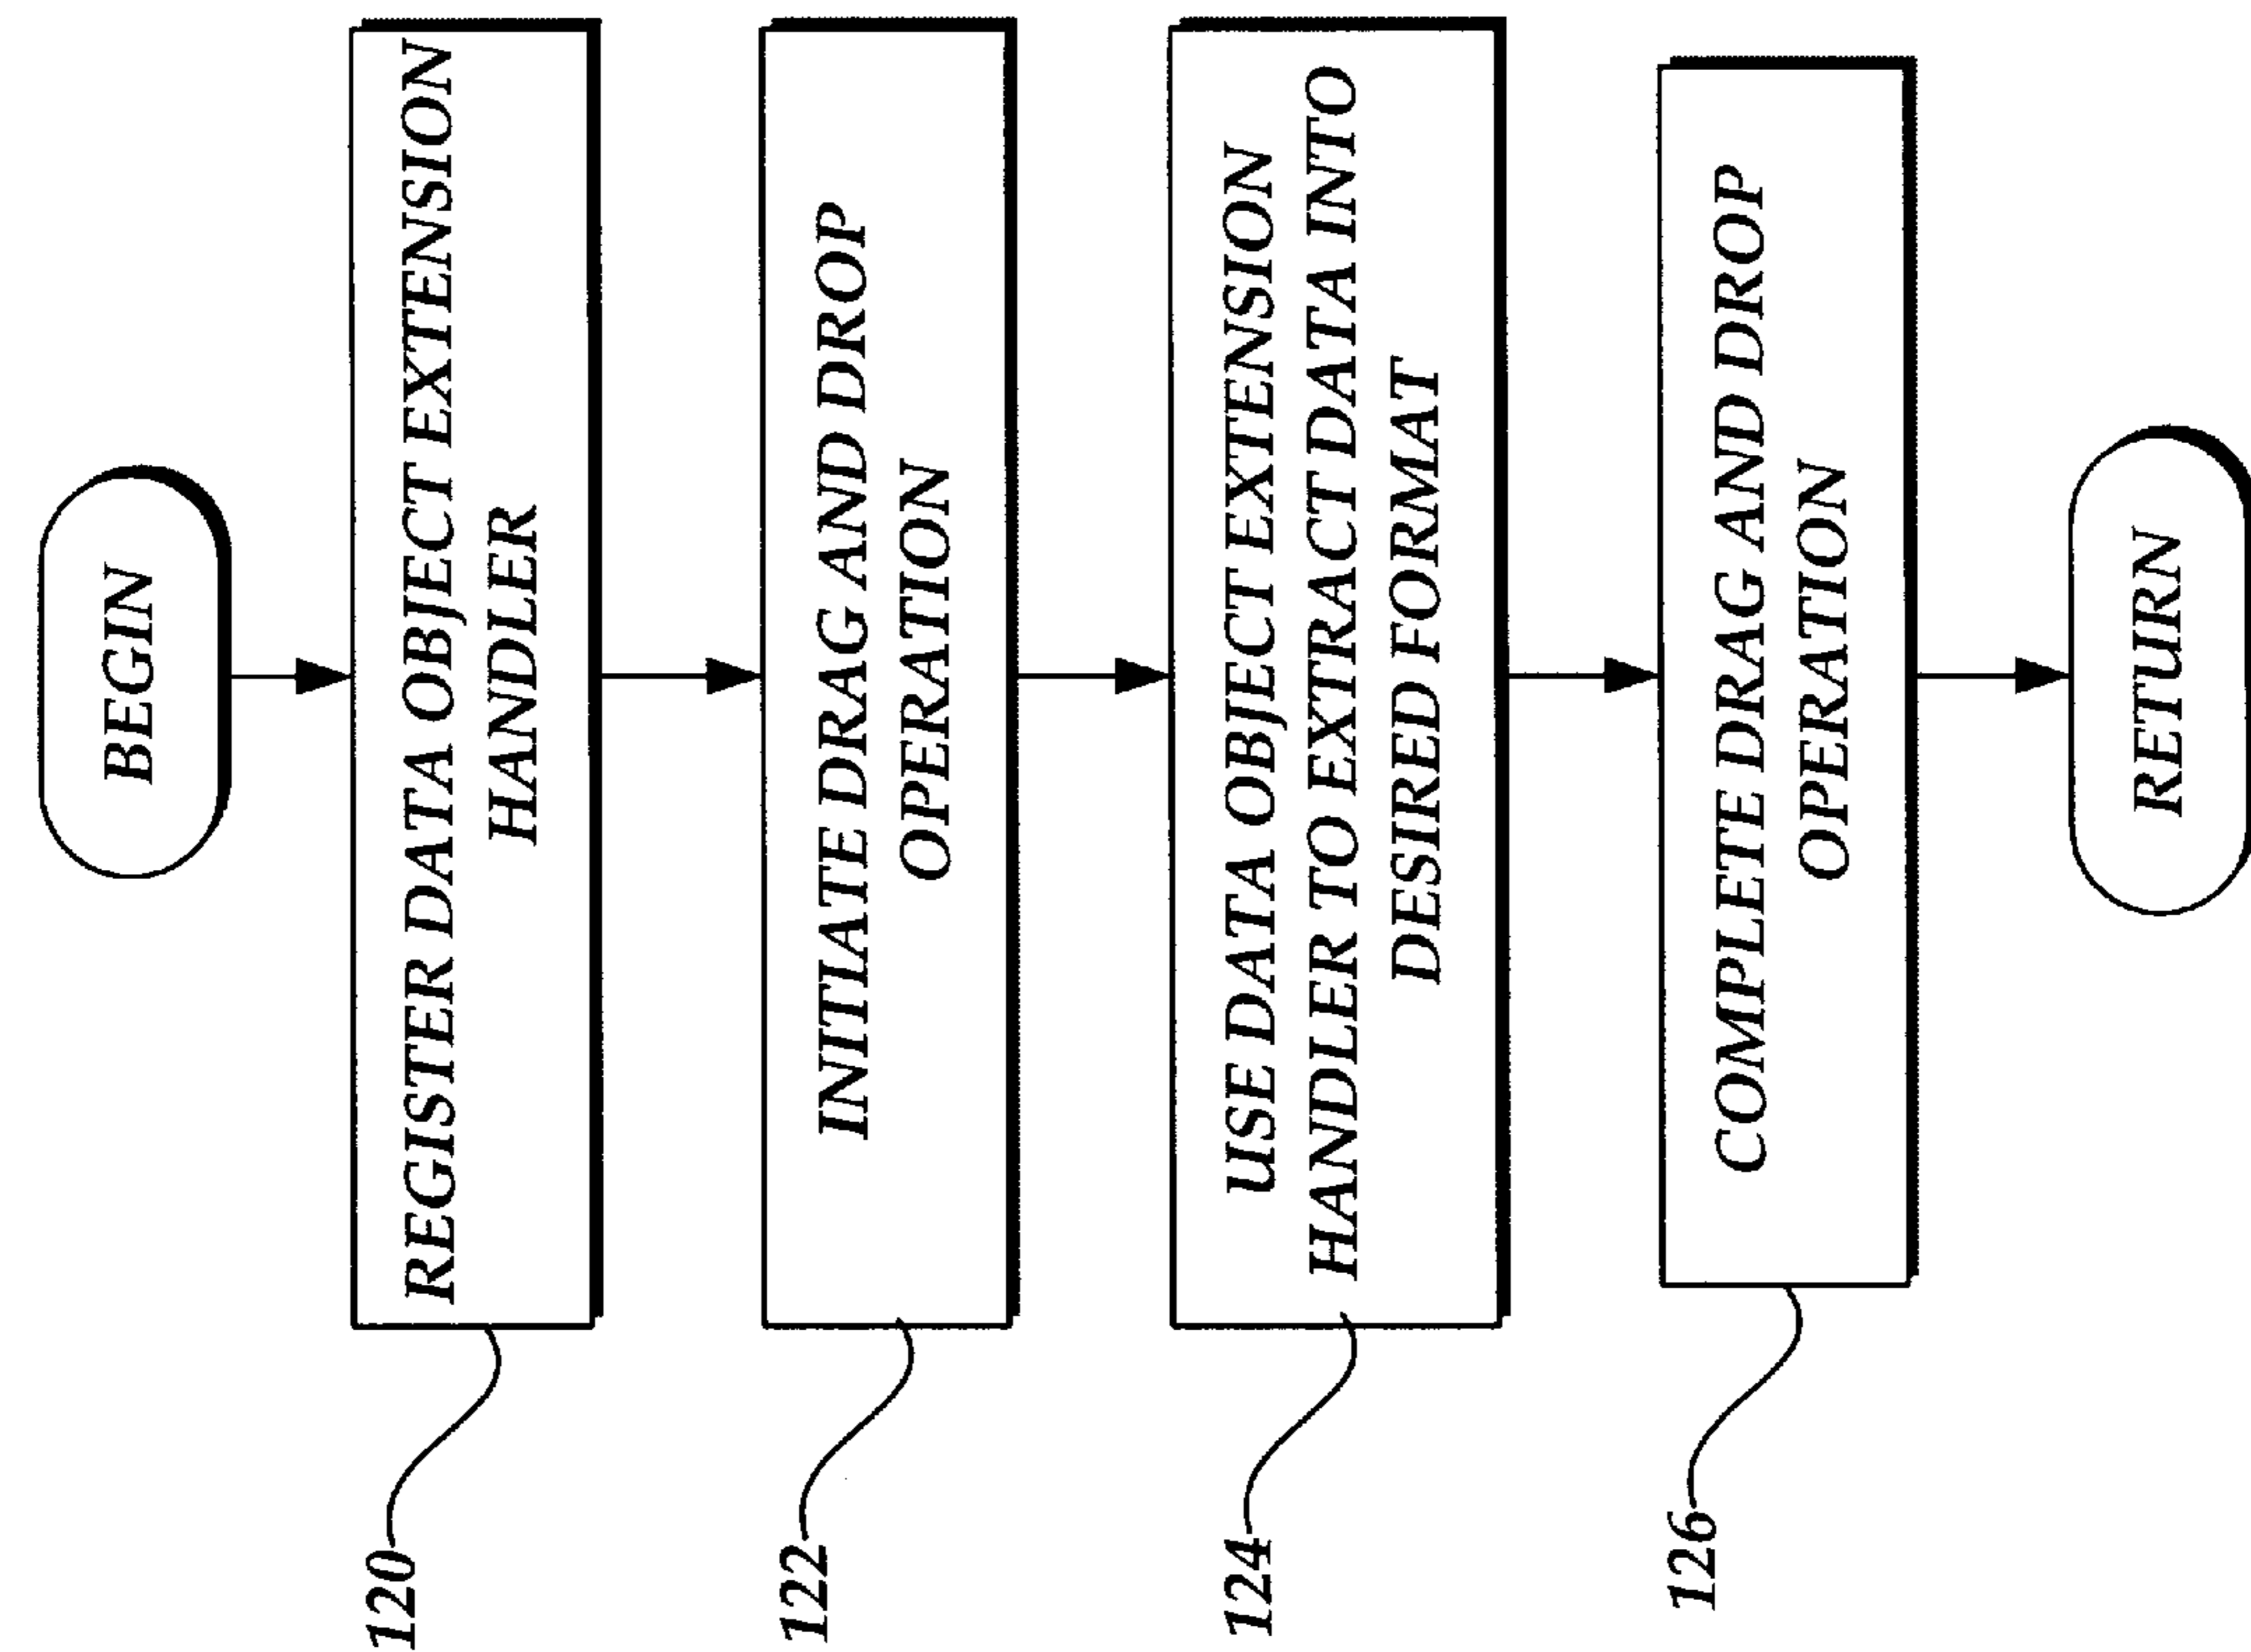 BEGIN
120
REGISTER DATA OBJECT EXTENSION
HANDLER
122
INITIATE DRAG AND DROP
OPERATION
124
USE DATA OBJECT EXTENSION
HANDLER TO EXTRACT DATA INTO
DESIRED FORMAT
126
COMPLETE DRAG AND DROP
OPERATION
RETURN